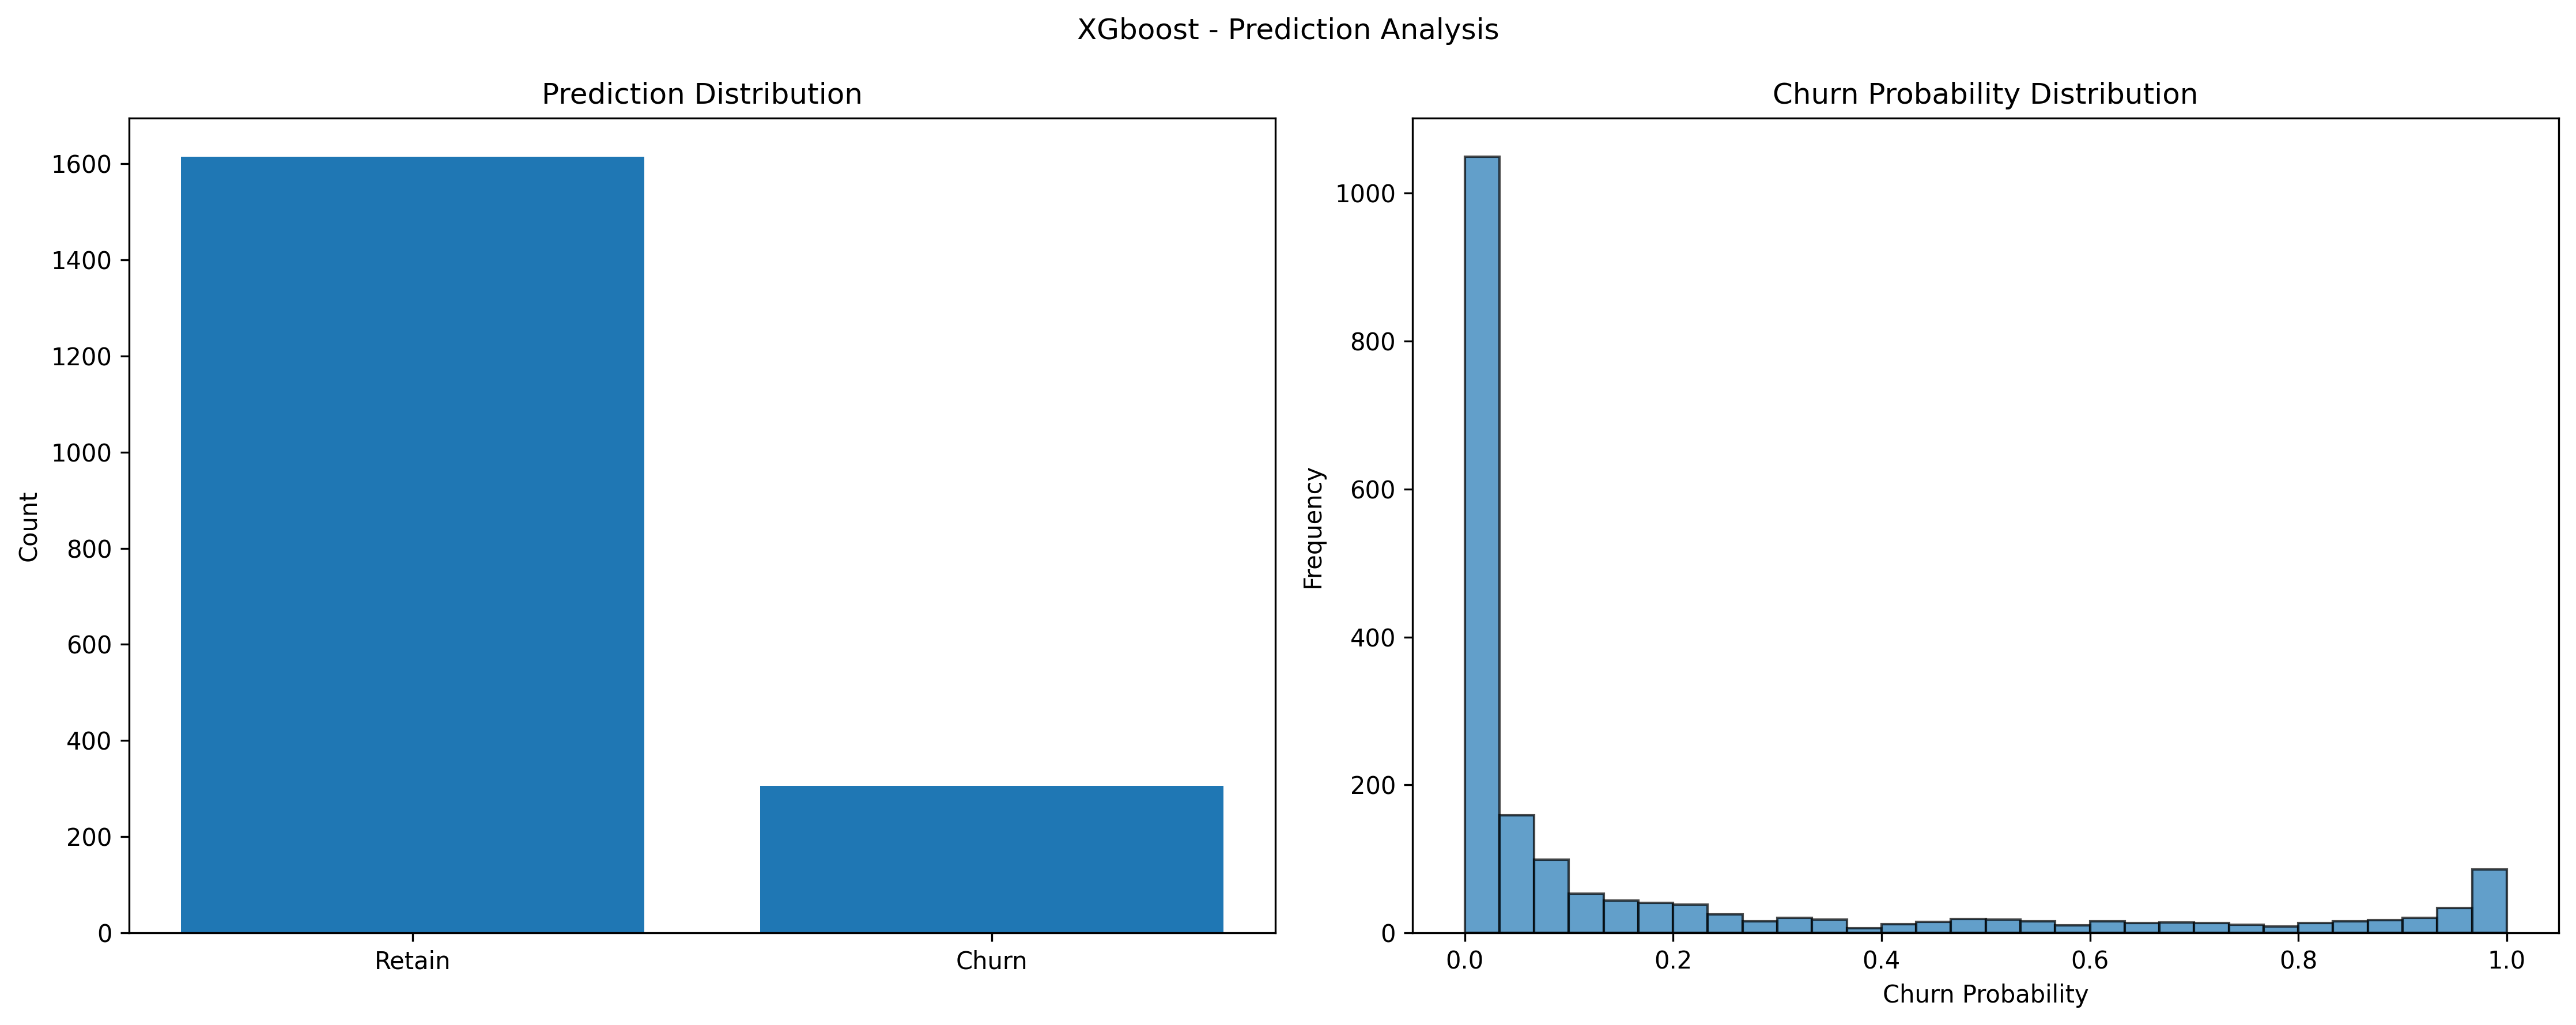 XGboost - Prediction Analysis
Prediction Distribution
Count
1600
1400
1200
1000
800
600
400
200
0
Retain
Churn
Churn Probability Distribution
Frequency
1000
800
600
400
200
0
0.0
0.2
0.4
0.6
0.8
1.0
Churn Probability